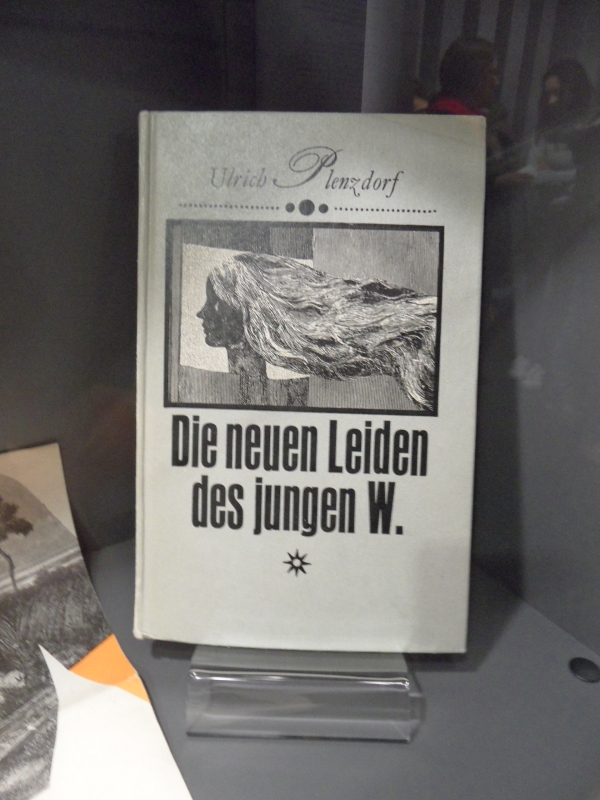 Ulrich Plenzdorf
Die neuen Leiden
des jungen W.